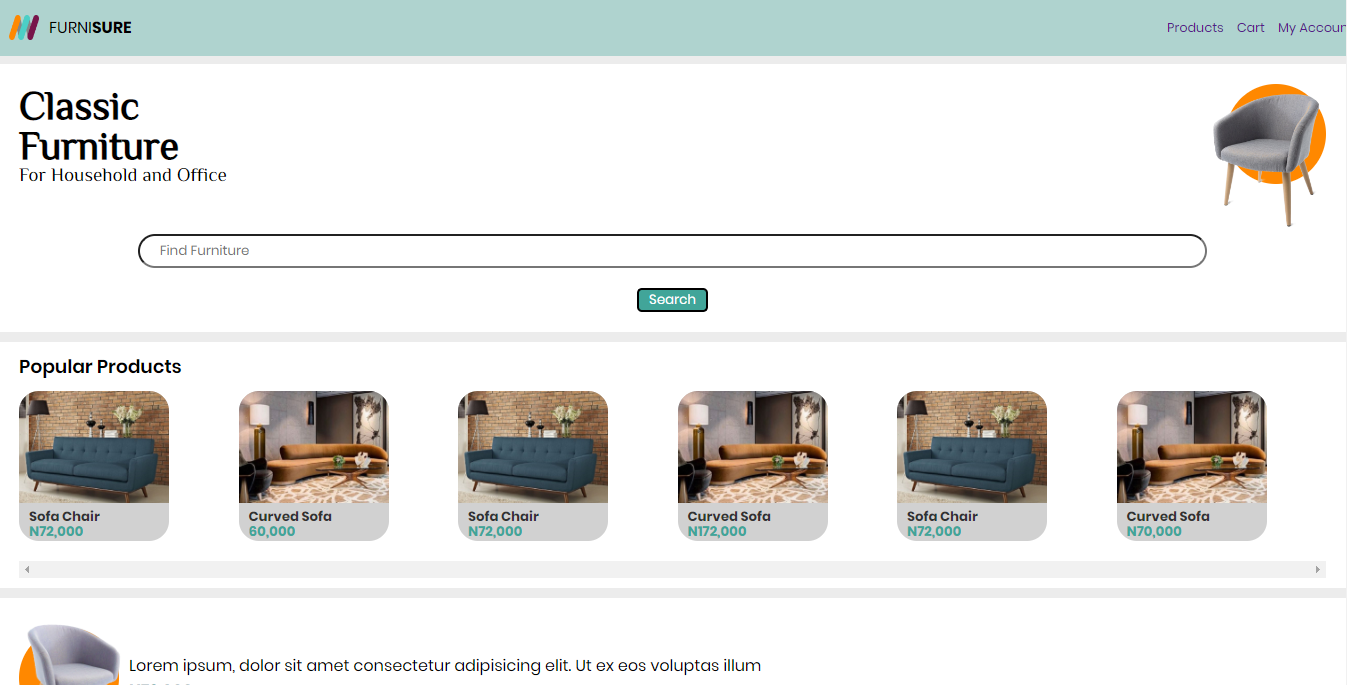 FURNISURE
Products Cart My Accoun
Classic
Furniture
For Household and Office
Find Furniture
Search
Popular Products
Sofa Chair
N72,000
Curved Sofa
60,000
Sofa Chair
N72,000
Curved Sofa
N172,000
Sofa Chair
N72,000
Curved Sofa
N70,000
Lorem ipsum, dolor sit amet consectetur adipisicing elit. Ut ex eos voluptas illum